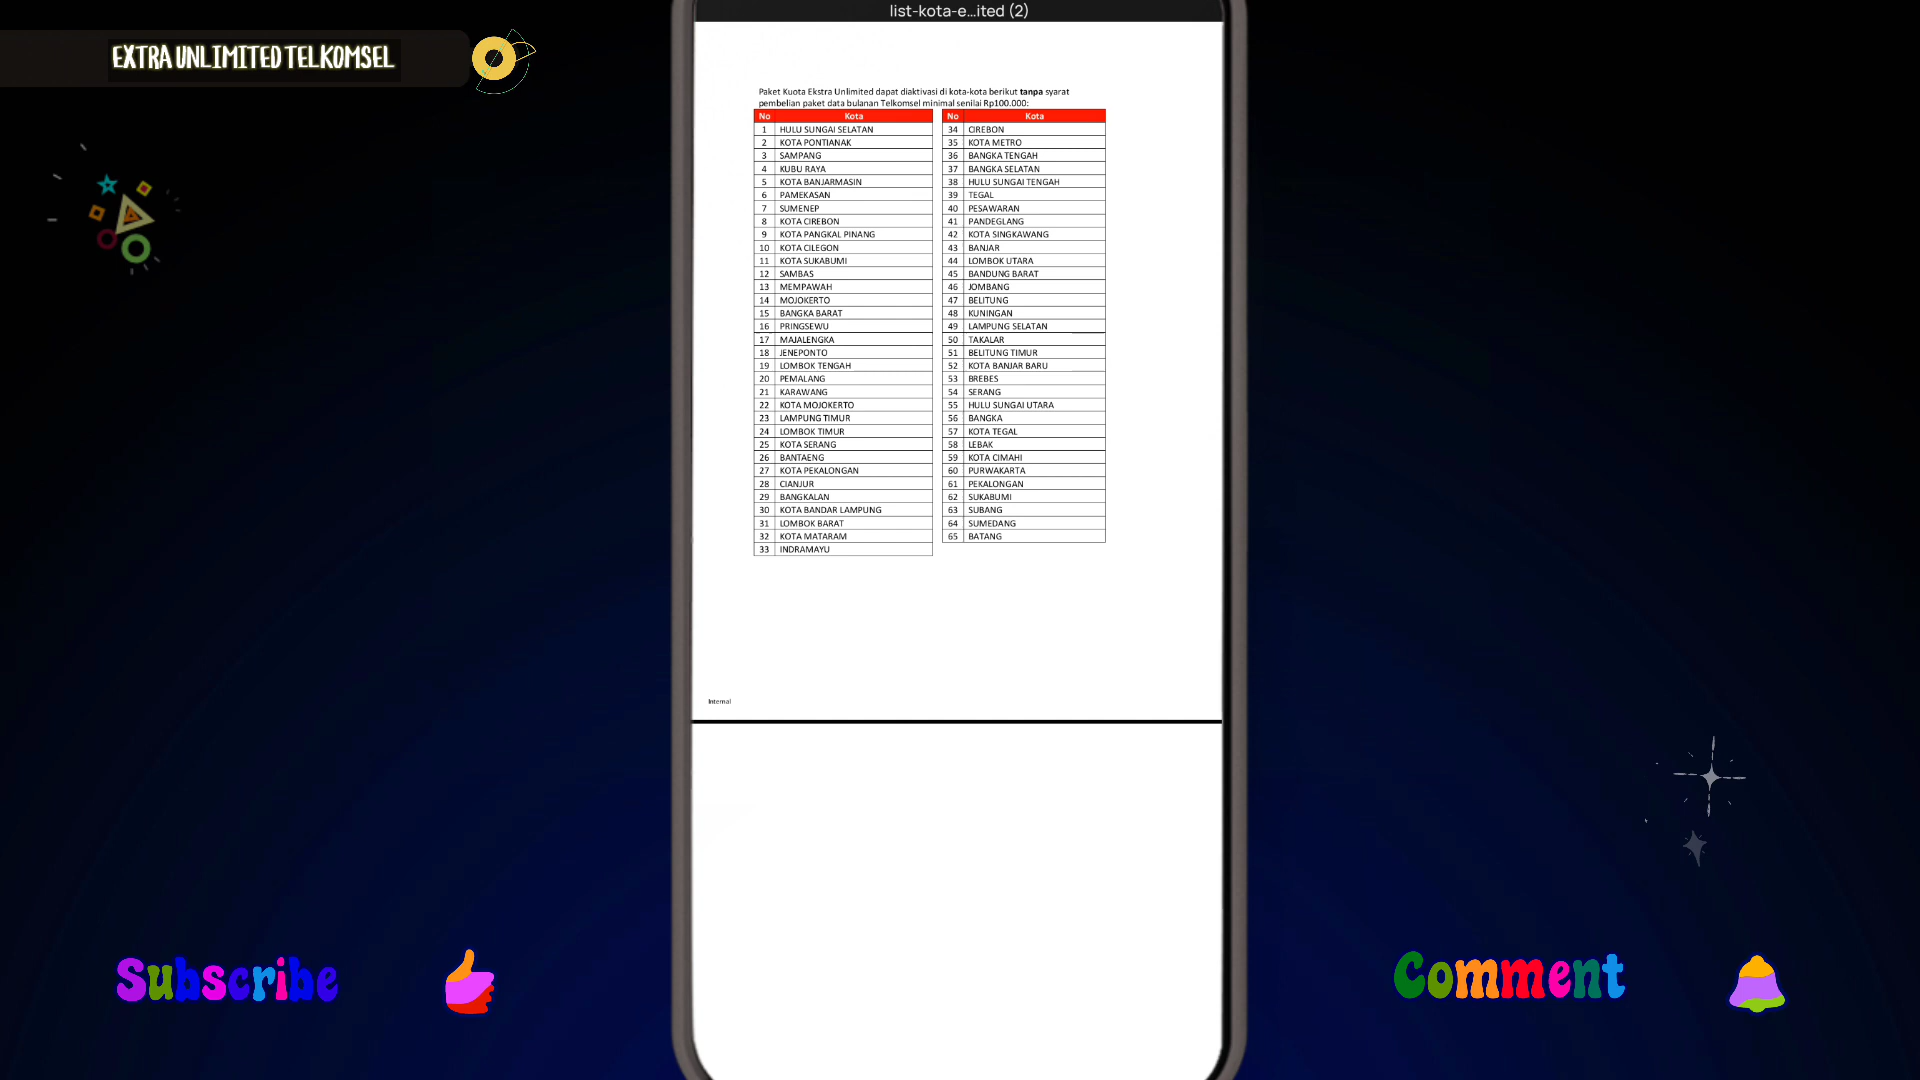 list-kota-e...ited (2)
EXTRA UNLIMITED TELKOMSEL
Paket Kuota Ekstra Unlimited dapat diaktivasi di kota-kota berikut tanpa syarat
pembelian paket data bulanan Telkomsel minimal senilai Rp100.000:
No Kota
1 HULU SUNGAI SELATAN
2 KOTA PONTIANAK
3 SAMPANG
4 KUBU RAYA
5 KOTA BANJARMASIN
6 PAMEKASAN
7 SUMENEP
8 KOTA CIREBON
9 KOTA PANGKAL PINANG
10 KOTA CILEGON
11 KOTA SUKABUMI
12 SAMBAS
13 MEMPAWAH
14 MOJOKERTO
15 BANGKA BARAT
16 PRINGSEWU
17 MAJALENGKA
18 JENEPONTO
19 LOMBOK TENGAH
20 PEMALANG
21 KARAWANG
22 KOTA MOJOKERTO
23 LAMPUNG TIMUR
24 LOMBOK TIMUR
25 KOTA SERANG
26 BANTAENG
27 KOTA PEKALONGAN
28 CIANJUR
29 BANGKALAN
30 KOTA BANDAR LAMPUNG
31 LOMBOK BARAT
32 KOTA MATARAM
33 INDRAMAYU
No Kota
34 CIREBON
35 KOTA METRO
36 BANGKA TENGAH
37 BANGKA SELATAN
38 HULU SUNGAI TENGAH
39 TEGAL
40 PESAWARAN
41 PANDEGLANG
42 KOTA SINGKAWANG
43 BANJAR
44 LOMBOK UTARA
45 BANDUNG BARAT
46 JOMBANG
47 BELITUNG
48 KUNINGAN
49 LAMPUNG SELATAN
50 TAKALAR
51 BELITUNG TIMUR
52 KOTA BANJAR BARU
53 BREBES
54 SERANG
55 HULU SUNGAI UTARA
56 BANGKA
57 KOTA TEGAL
58 LEBAK
59 KOTA CIMAHI
60 PURWAKARTA
61 PEKALONGAN
62 SUKABUMI
63 SUBANG
64 SUMEDANG
65 BATANG
Internal
Subscribe
Comment